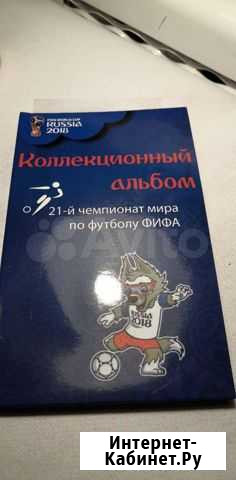 FIFA WORLD CUP
RUSSIA
2018
Коллекционный
альбом
21-й чемпионат мира
по футболу ФИФА
Avito
RUSSIA
2018
Интернет-
Кабинет.Ру